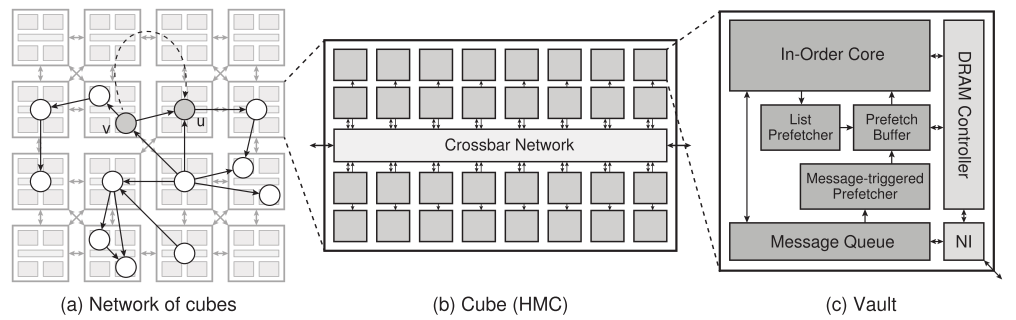 v
u
(a) Network of cubes
Crossbar Network
(b) Cube (HMC)
In-Order Core
DRAM Controller
List
Prefetcher
Prefetch
Buffer
Message-triggered
Prefetcher
Message Queue
NI
(c) Vault